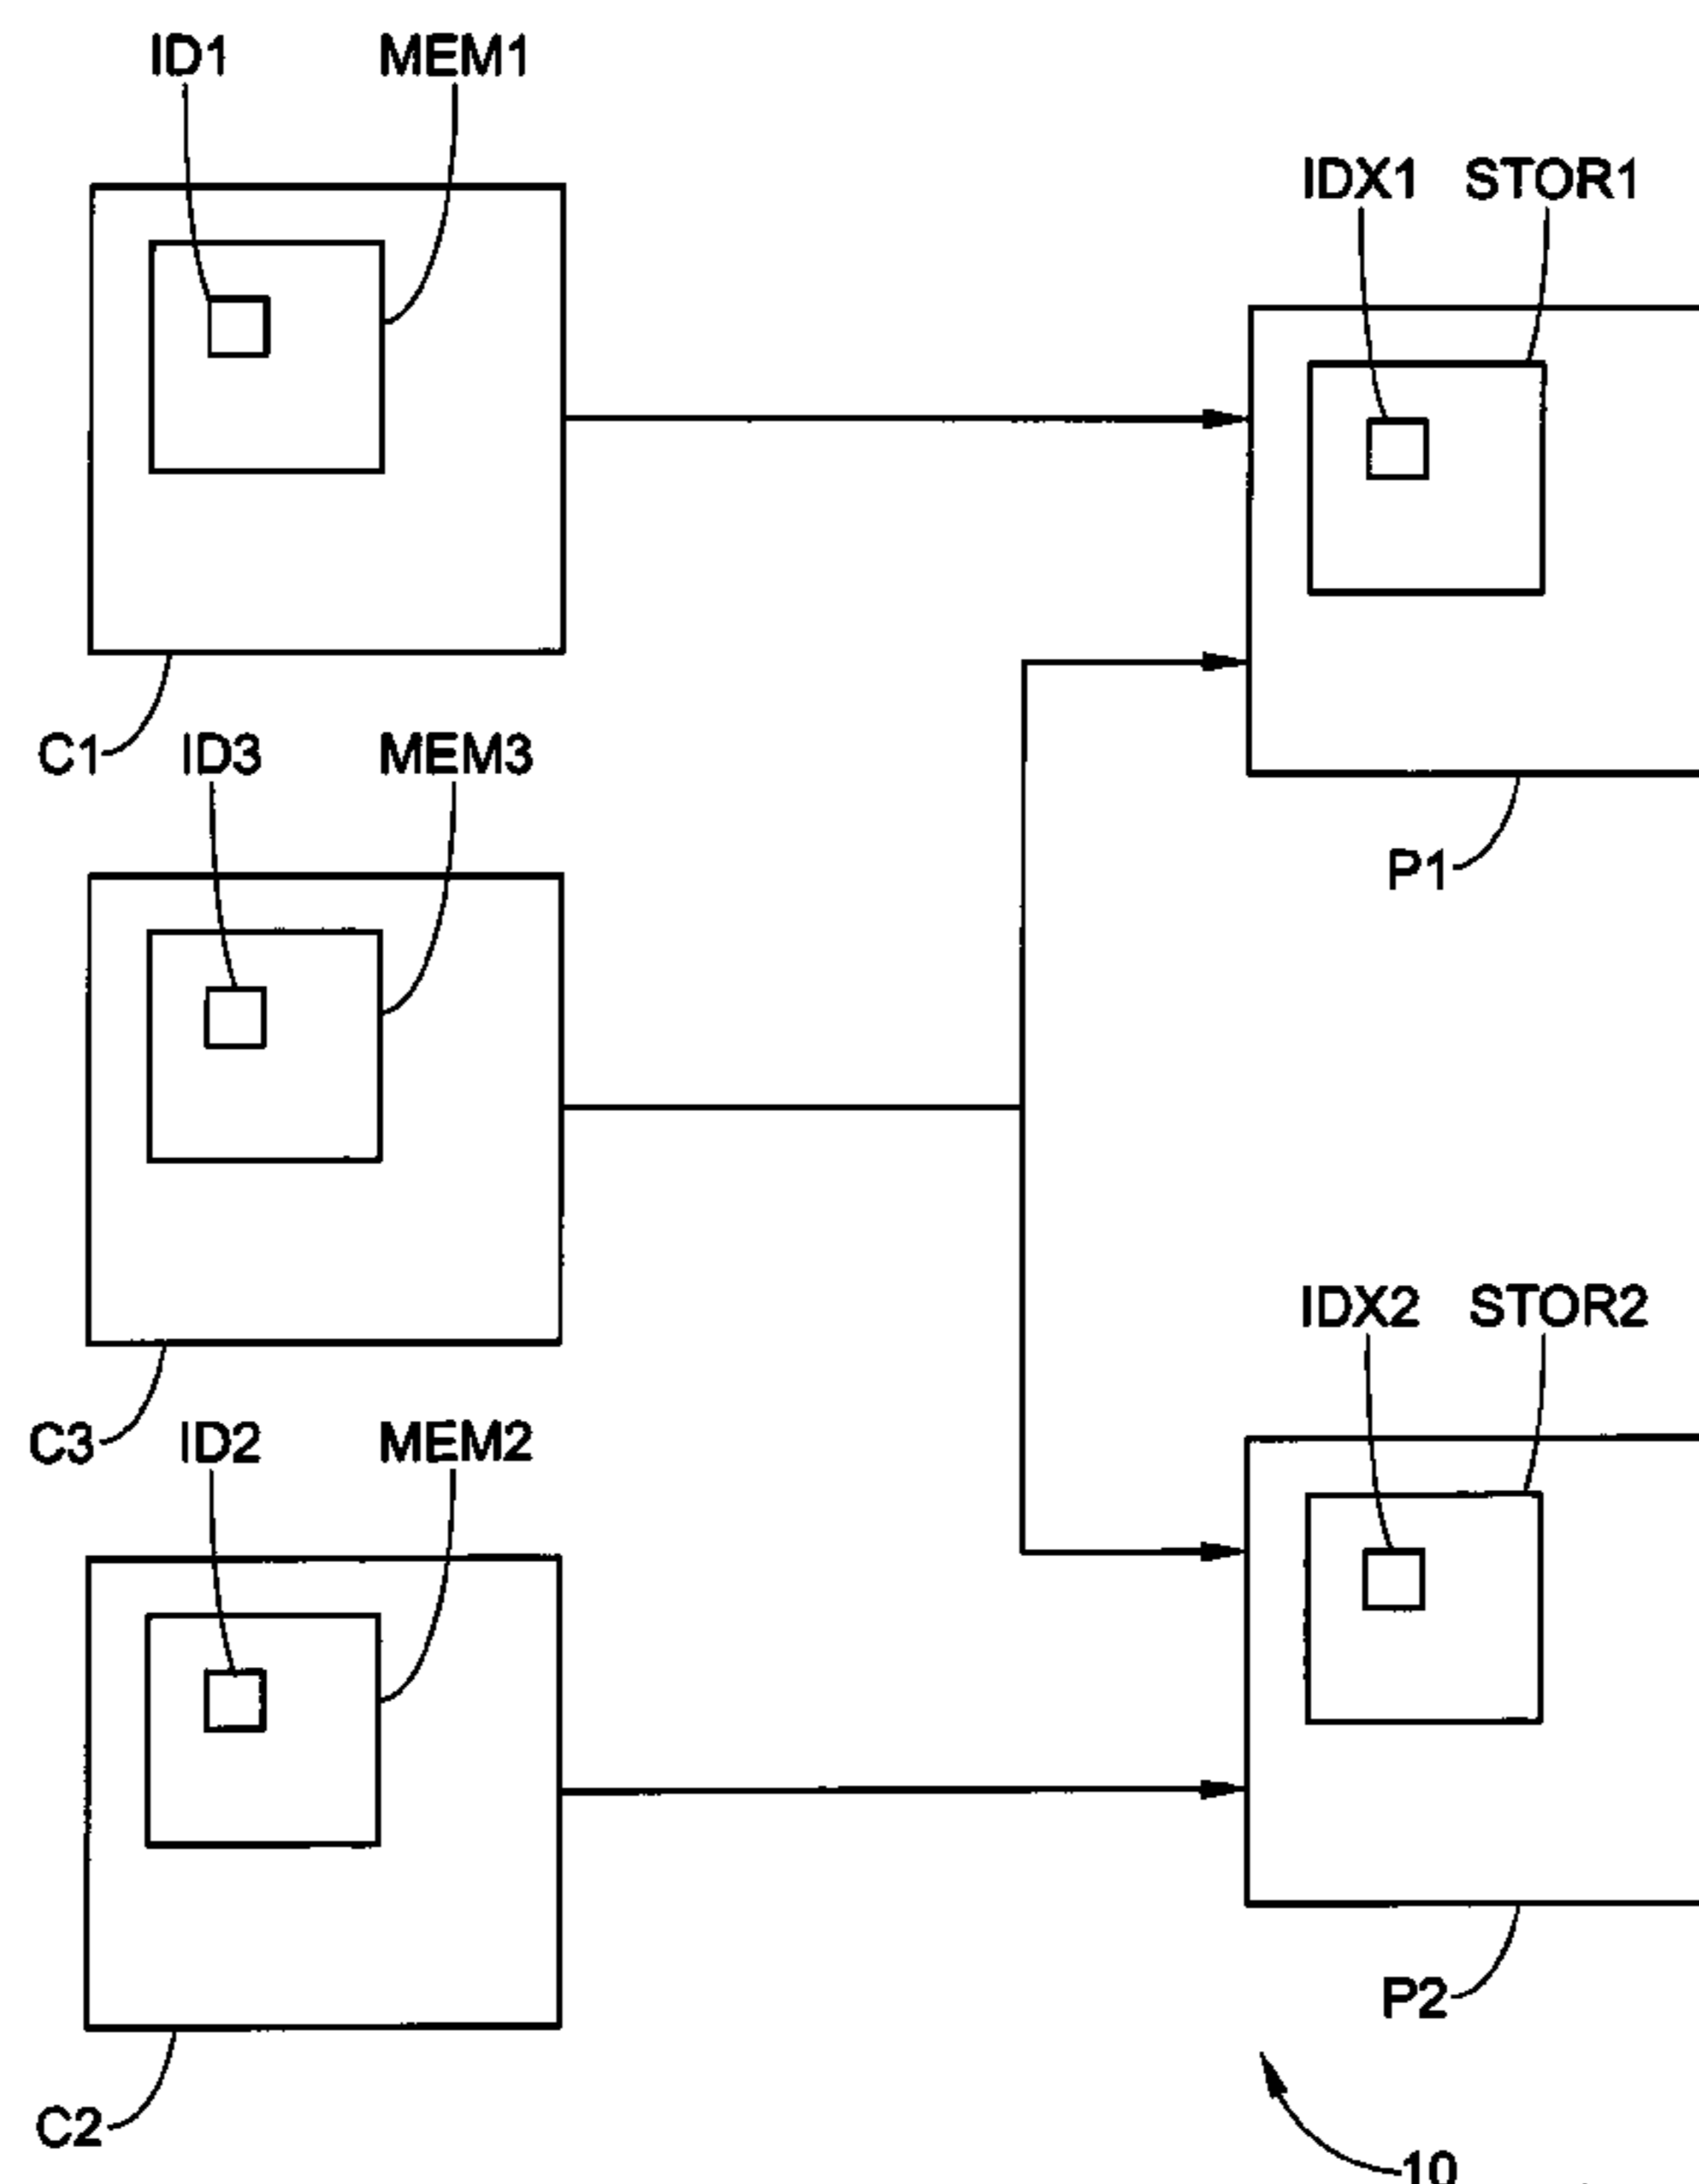 ID1 MEM1
IDX1 STOR1
C1 ID3 MEM3
P1
IDX2 STOR2
C3 ID2 MEM2
P2
C2
10